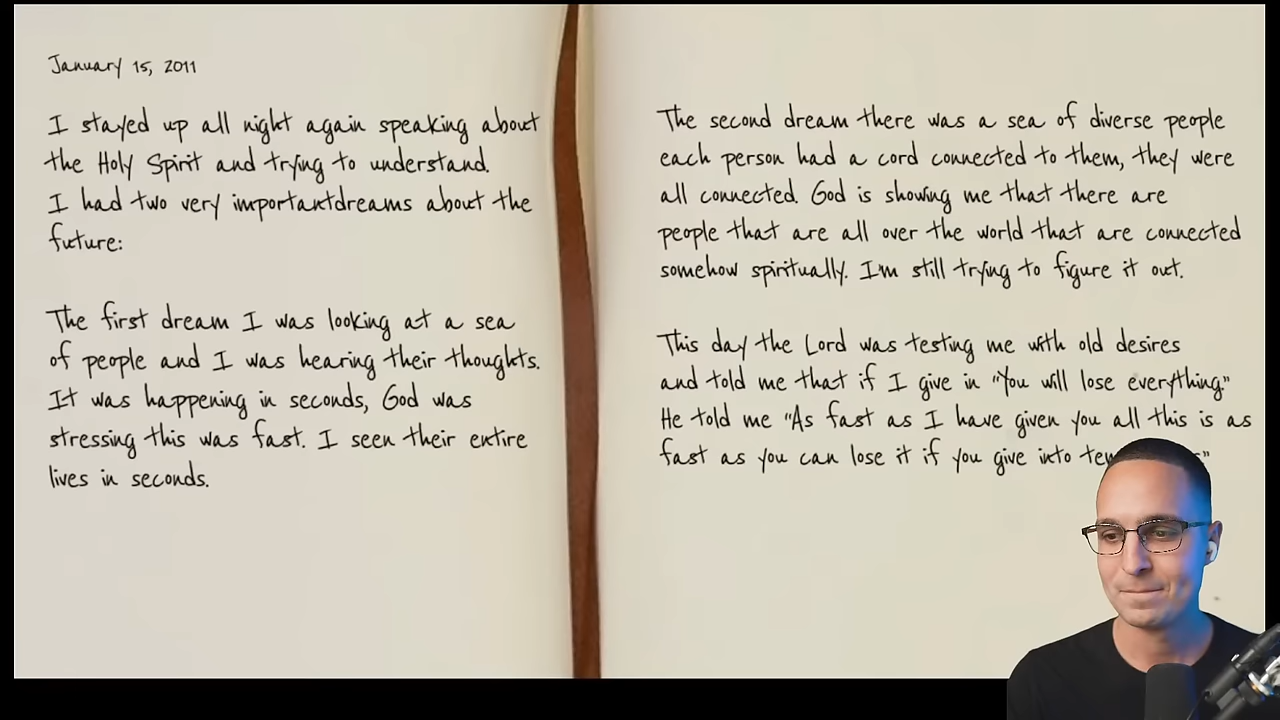 January 15, 2011
I stayed up all night again speaking about
the Holy Spirit and trying to understand.
I had two very importantdreams about the
future:
The first dream I was looking at a sea
of people and I was hearing their thoughts.
It was happening in seconds, God was
stressing this was fast. I seen their entire
lives in seconds.
The second dream there was a sea of diverse people
each person had a cord connected to them, they were
all connected. God is showing me that there are
people that are all over the world that are connected
somehow spiritually. I'm still trying to figure it out.
This day the Lord was testing me with old desires
and told me that if I give in "You will lose everything."
He told me "As fast as I have given you all this is as
fast as you can lose it if you give into